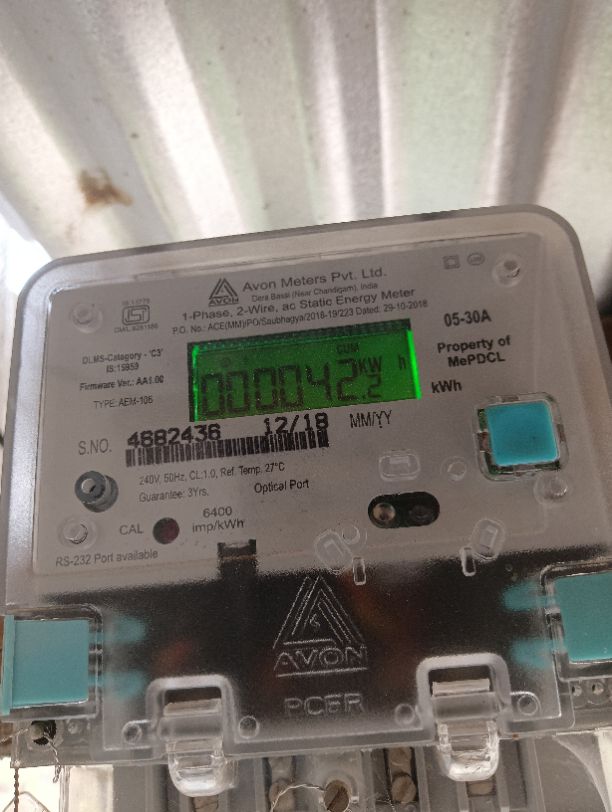 Avon Meters Pvt. Ltd.
AVON
Dera Bassi (Near Chandigarh), India
1-Phase, 2-Wire, ac Static Energy Meter
P.O. No.: ACE(MM)/PO/Saubhagya/2018-19/223 Dated: 29-10-2018
05-30A
Property of
MePDCL
DLMS-Category - 'C3'
IS:15959
Firmware Ver.: AA1.00
TYPE: AEM-106
CUM
000042.2 KW h
kWh
S.NO. 4682436 12/18 MM/YY
240V, 50Hz, CL:1.0, Ref. Temp. 27°C
Guarantee: 3Yrs.
Optical Port
CAL
6400
imp/kWh
RS-232 Port available
AVON